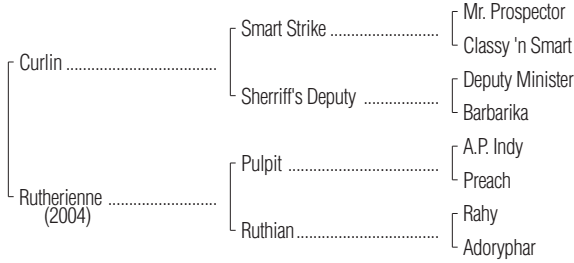 Mr. Prospector
Smart Strike ........................
Classy 'n Smart
Curlin .................................
Deputy Minister
Sherriff's Deputy ................
Barbarika
A.P. Indy
Pulpit .................................
Preach
Rutherienne ........................
(2004)
Rahy
Ruthian...............................
Adoryphar